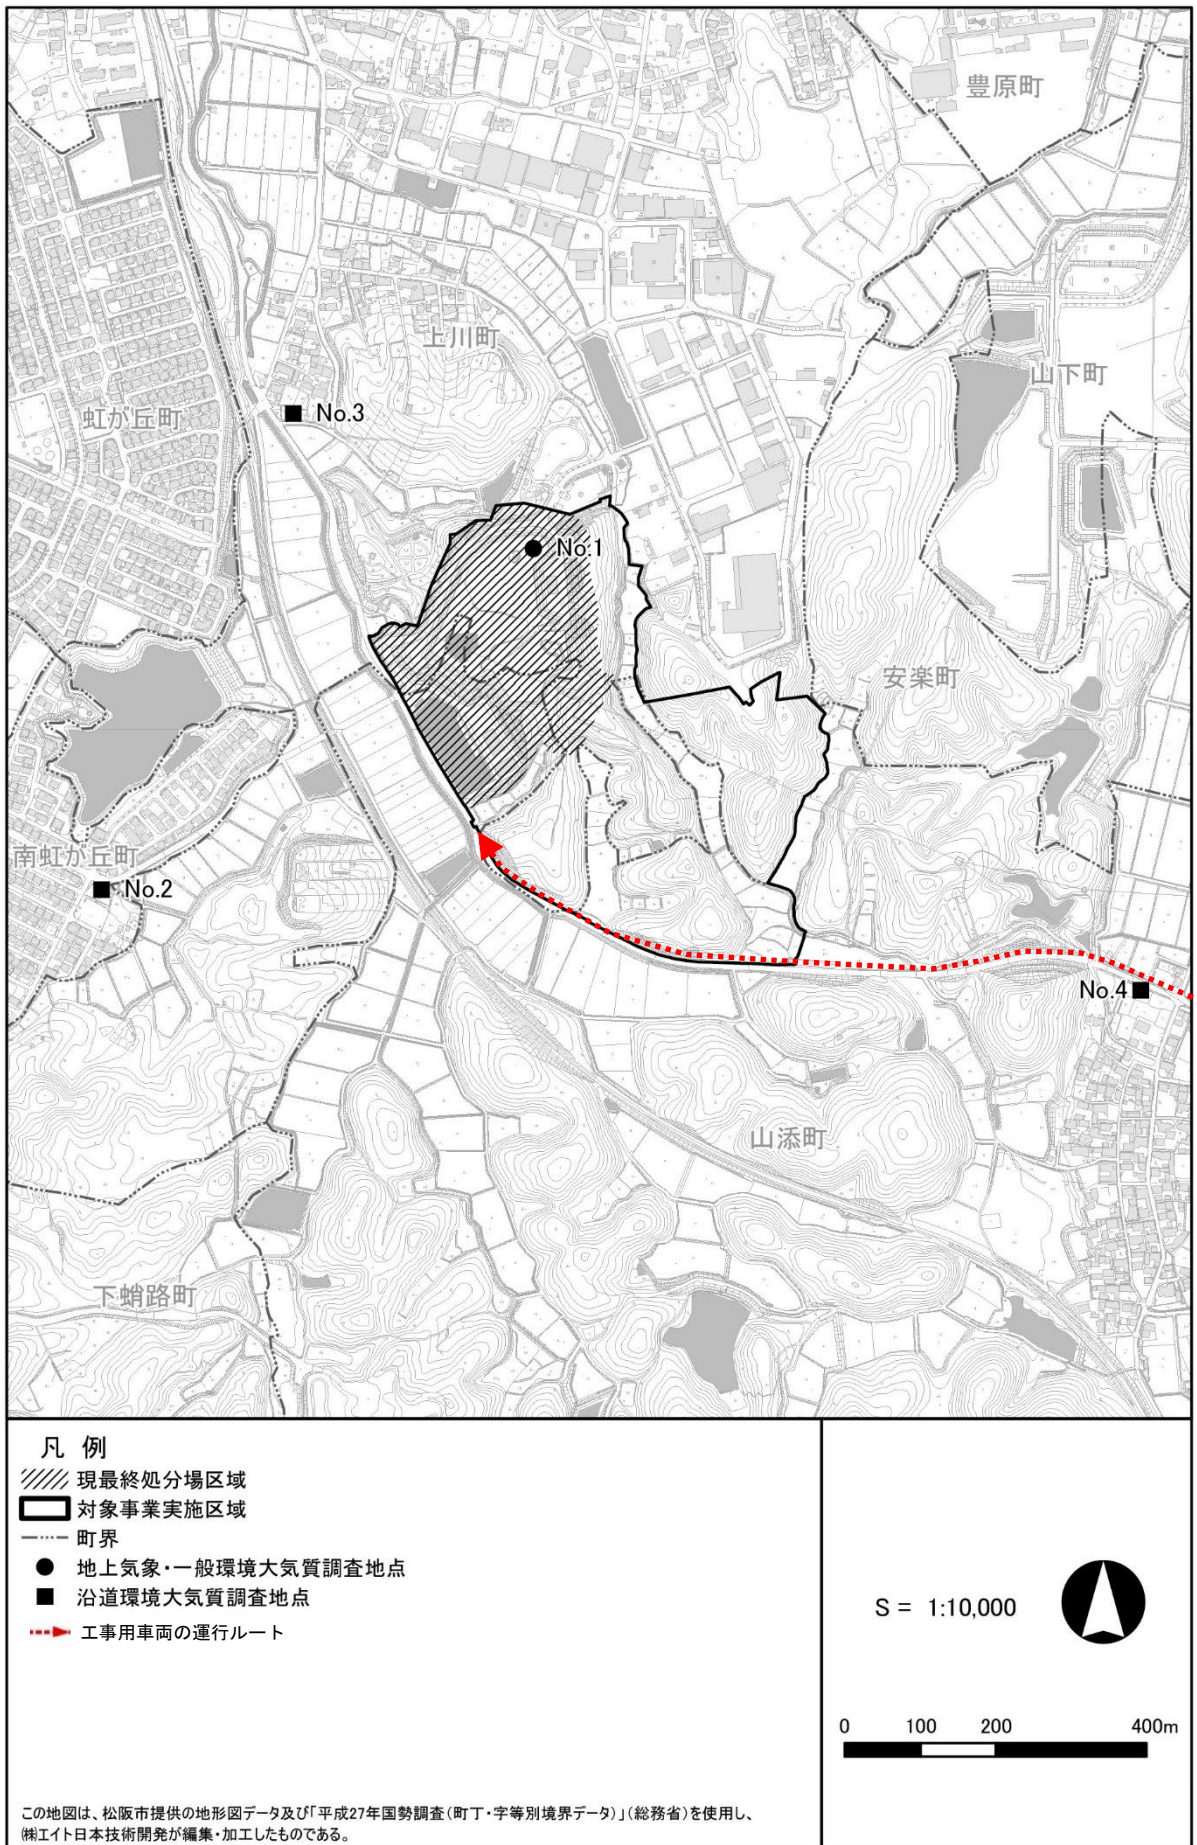 豊原町
上川町
山下町
虹が丘町
No.3
No.1
安楽町
南虹が丘町
No.2
No.4
山添町
下蛸路町
凡 例
現最終処分場区域
対象事業実施区域
町界
地上気象・一般環境大気質調査地点
沿道環境大気質調査地点
工事用車両の運行ルート
S = 1:10,000
0 100 200 400m
この地図は、松阪市提供の地形図データ及び「平成27年国勢調査(町丁・字等別境界データ)」(総務省)を使用し、
㈱エイト日本技術開発が編集・加工したものである。